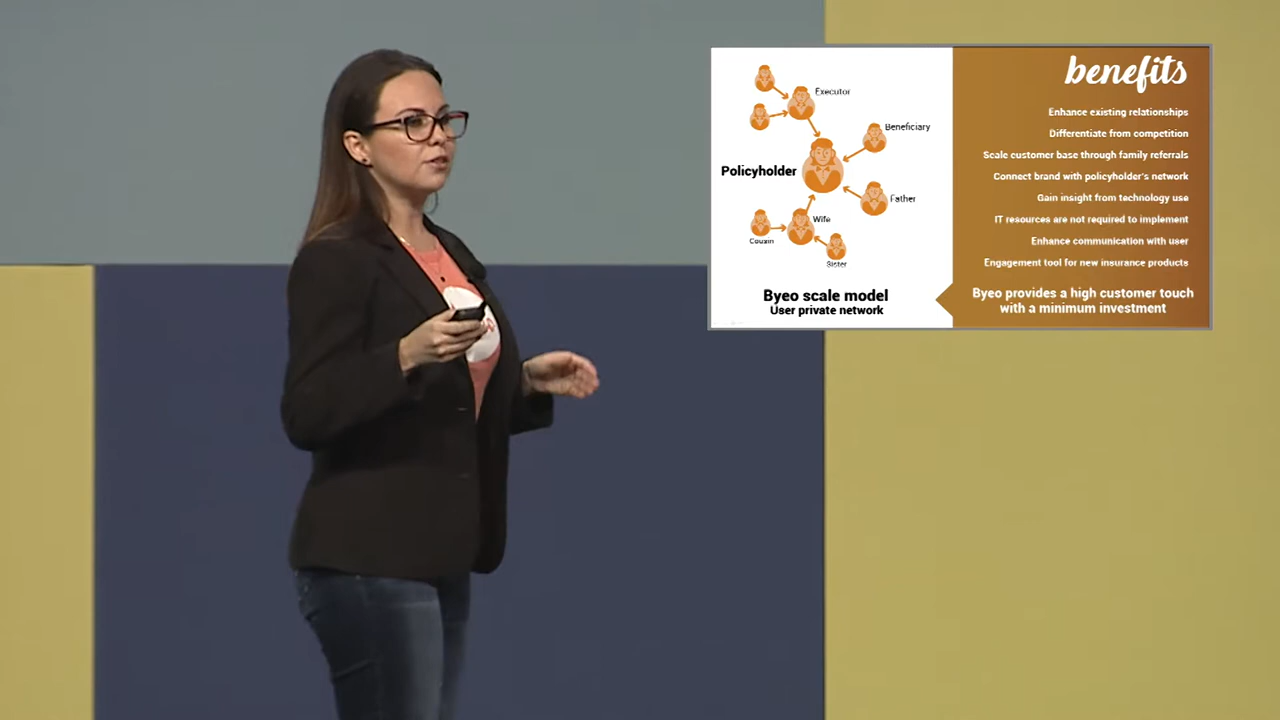 Executor
Beneficiary
Policyholder
Father
Wife
Cousin
Sister
Byeo scale model
User private network
benefits
Enhance existing relationships
Differentiate from competition
Scale customer base through family referrals
Connect brand with policyholder's network
Gain insight from technology use
IT resources are not required to implement
Enhance communication with user
Engagement tool for new insurance products
Byeo provides a high customer touch
with a minimum investment